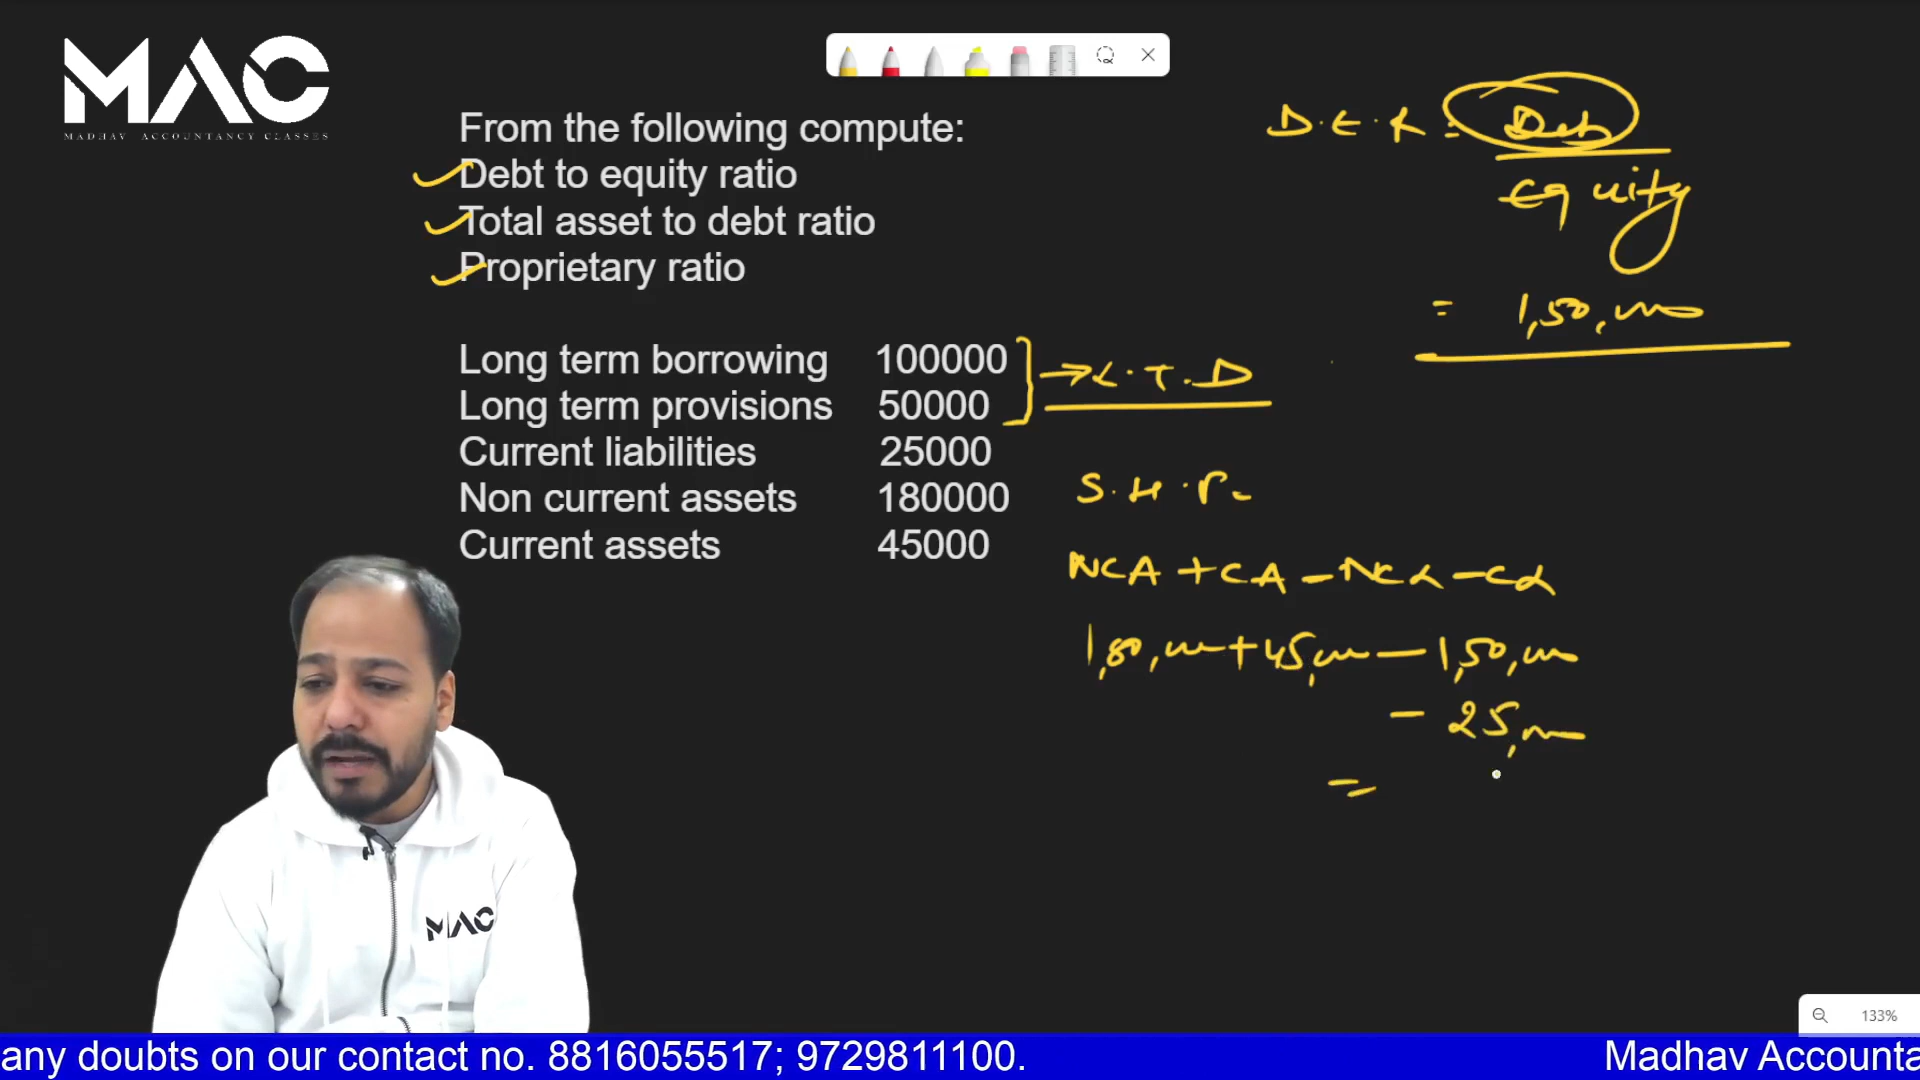 MAC
MADHAV ACCOUNTANCY CLASSES
From the following compute:
Debt to equity ratio
Total asset to debt ratio
Proprietary ratio
Long term borrowing 100000
Long term provisions 50000
Current liabilities 25000
Non current assets 180000
Current assets 45000
D.E.R = Debt
Equity
= 1,50,000
→ L.T.D
S.H.F =
NCA + CA - NCL - CL
1,80,000 + 45,000 - 1,50,000
- 25,000
=
MAC
133%
any doubts on our contact no. 8816055517; 9729811100.
Madhav Accounta